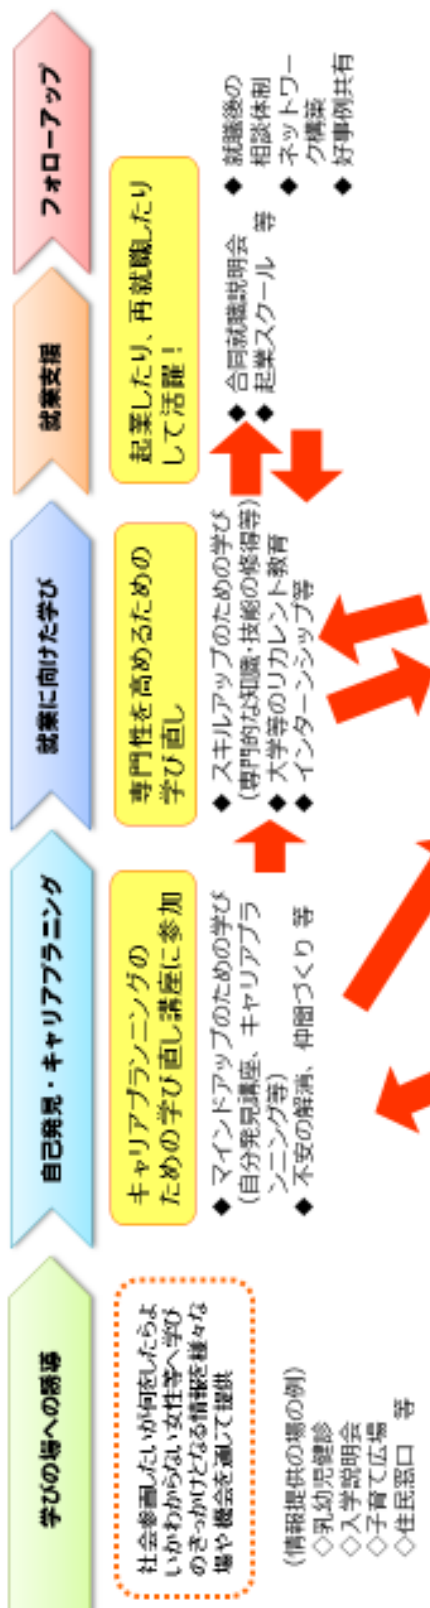 学びの場への誘導
自己発見・キャリアプラニング
就業に向けた学び
就業支援
フォローアップ
社会参画したいが何をしたらよ
いかわからない女性等へ学び
のきっかけとなる情報を様々な
場や機会を通じて提供
キャリアプランニングの
ための学び直し講座に参加
専門性を高めるための
学び直し
起業したり、再就職したり
して活躍！
(情報提供の場の例)
◇乳幼児健診
◇入学説明会
◇子育て広場
◇住民窓口　等
◆ マインドアップのための学び
(自分発見講座、キャリアプラ
ンニング等)
◆ 不安の解消、仲間づくり 等
◆ スキルアップのための学び
(専門的な知識・技能の修得等)
◆ 大学等のリカレント教育
◆ インターンシップ等
◆ 合同就職説明会
◆ 起業スクール　等
◆ 就職後の
相談体制
◆ ネットワー
ク構築
◆ 好事例共有